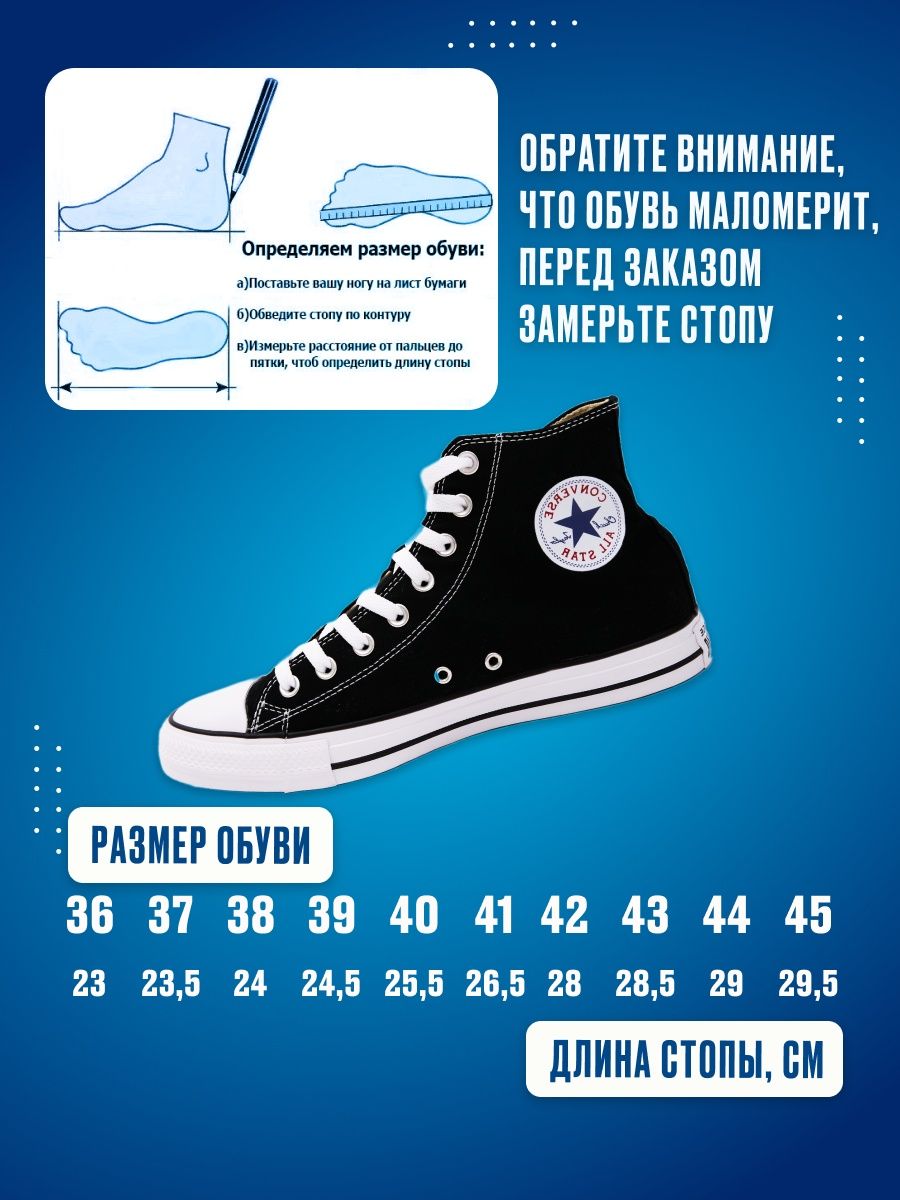 ОБРАТИТЕ ВНИМАНИЕ,
ЧТО ОБУВЬ МАЛОМЕРИТ,
ПЕРЕД ЗАКАЗОМ
ЗАМЕРЬТЕ СТОПУ
Определяем размер обуви:
а)Поставьте вашу ногу на лист бумаги
б)Обведите стопу по контуру
в)Измерьте расстояние от пальцев до
пятки, чтоб определить длину стопы
CONVERSE
ALL STAR
РАЗМЕР ОБУВИ
36 37 38 39 40 41 42 43 44 45
23 23,5 24 24,5 25,5 26,5 28 28,5 29 29,5
ДЛИНА СТОПЫ, СМ